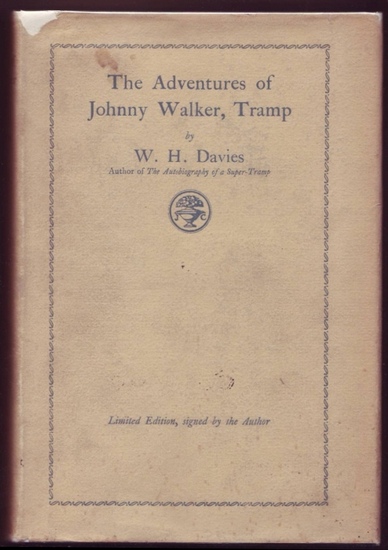 The Adventures of
Johnny Walker, Tramp
by
W. H. Davies
Author of The Autobiography of a Super-Tramp
Limited Edition, signed by the Author